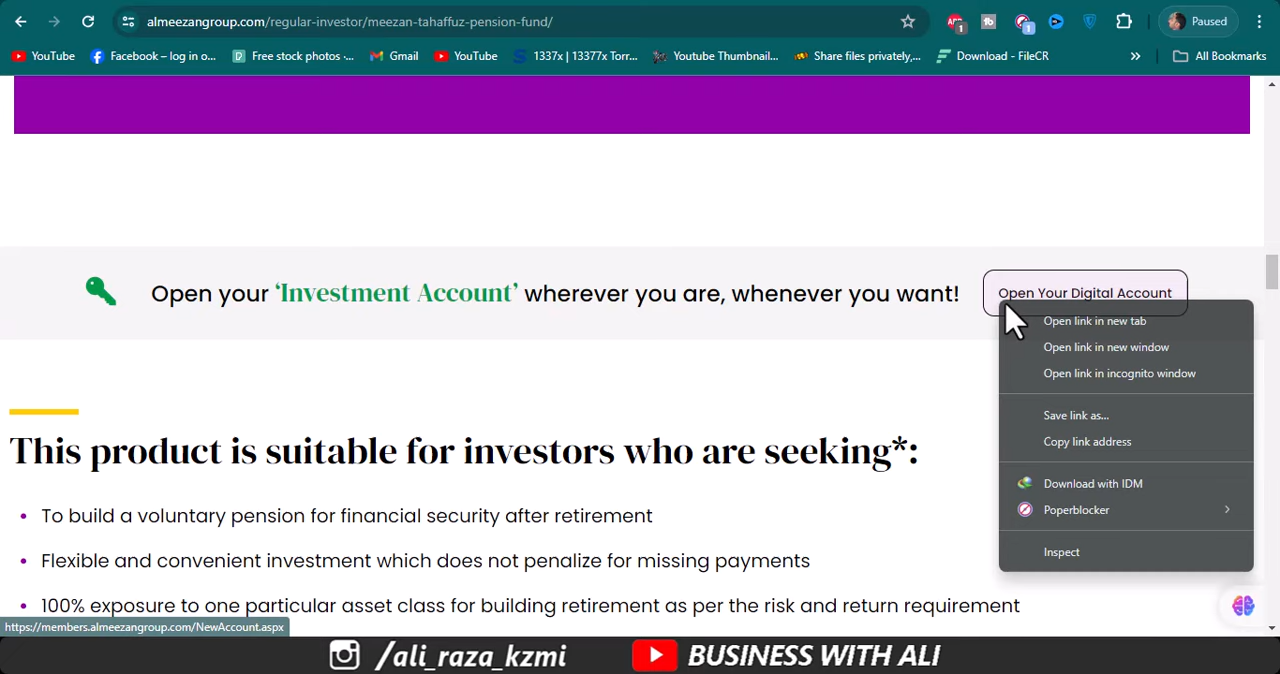 almeezangroup.com/regular-investor/meezan-tahaffuz-pension-fund/
1
1
Paused
YouTube
Facebook – log in o...
Free stock photos ·...
Gmail
YouTube
1337x | 13377x Torr...
Youtube Thumbnail...
Share files privately,...
Download - FileCR
»
All Bookmarks
Open your ‘Investment Account’ wherever you are, whenever you want!
Open Your Digital Account
Open link in new tab
Open link in new window
Open link in incognito window
Save link as...
Copy link address
Download with IDM
Poperblocker
Inspect
This product is suitable for investors who are seeking*:
• To build a voluntary pension for financial security after retirement
• Flexible and convenient investment which does not penalize for missing payments
• 100% exposure to one particular asset class for building retirement as per the risk and return requirement
https://members.almeezangroup.com/NewAccount.aspx
/ali_raza_kzmi
BUSINESS WITH ALI